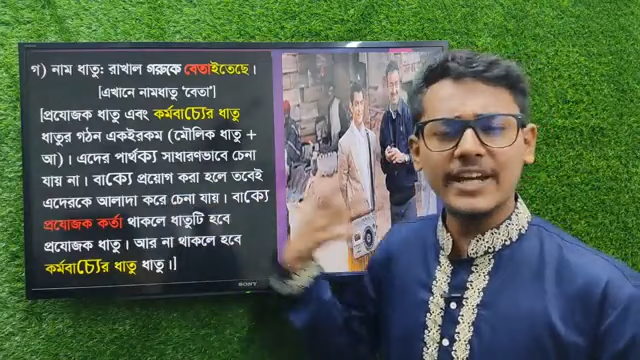 গ) নাম ধাতু: রাখাল গরুকে বেতাইতেছে।
[এখানে নামধাতু 'বেতা']
[প্রযোজক ধাতু এবং কর্মবাচ্যের ধাতু
ধাতুর গঠন একইরকম (মৌলিক ধাতু +
আ)। এদের পার্থক্য সাধারণভাবে চেনা
যায় না। বাক্যে প্রয়োগ করা হলে তবেই
এদেরকে আলাদা করে চেনা যায়। বাক্যে
প্রযোজক কর্তা থাকলে ধাতুটি হবে
প্রযোজক ধাতু। আর না থাকলে হবে
কর্মবাচ্যের ধাতু ধাতু।]
SONY